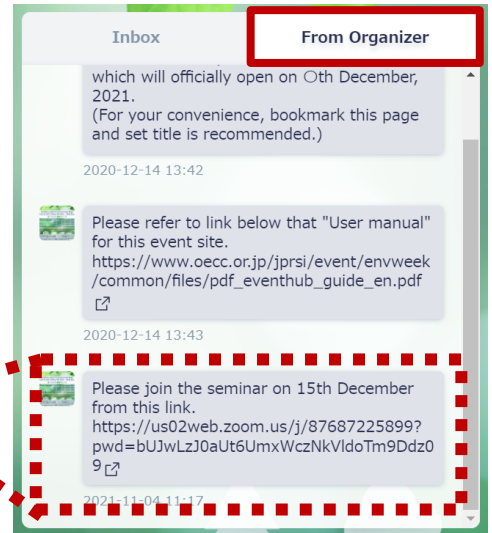 Inbox
From Organizer
which will officially open on ○th December,
2021.
(For your convenience, bookmark this page
and set title is recommended.)
2020-12-14 13:42
Please refer to link below that "User manual"
for this event site.
https://www.oecc.or.jp/jprsi/event/envweek
/common/files/pdf_eventhub_guide_en.pdf
2020-12-14 13:43
Please join the seminar on 15th December
from this link.
https://us02web.zoom.us/j/87687225899?
pwd=bUJwLzJ0aUt6UmxWczNkVldoTm9Ddz0
9
2021-11-04 11:17